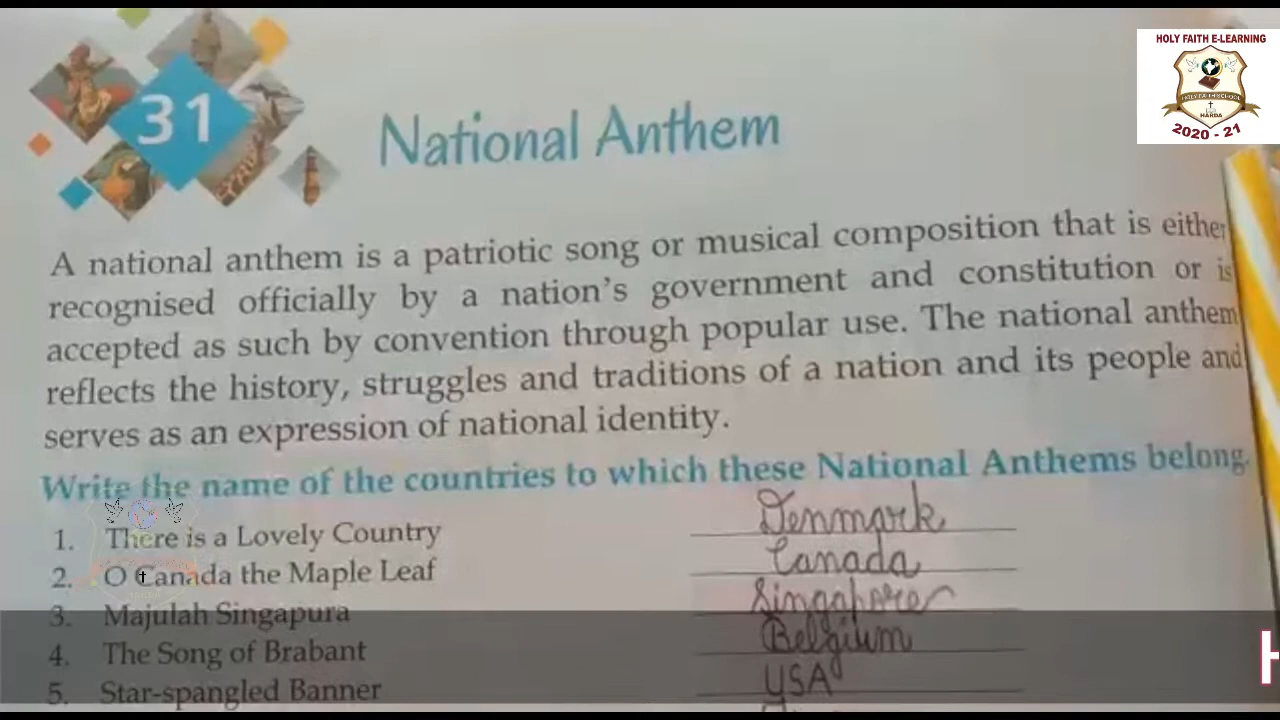 HOLY FAITH E-LEARNING
HOLY FAITH SCHOOL
HARDA
2020 - 21
31
National Anthem
A national anthem is a patriotic song or musical composition that is either
recognised officially by a nation's government and constitution or is
accepted as such by convention through popular use. The national anthem
reflects the history, struggles and traditions of a nation and its people and
serves as an expression of national identity.
Write the name of the countries to which these National Anthems belong.
1. There is a Lovely Country Denmark
2. O Canada the Maple Leaf Canada
3. Majulah Singapura Singapore
4. The Song of Brabant Belgium
5. Star-spangled Banner USA
H